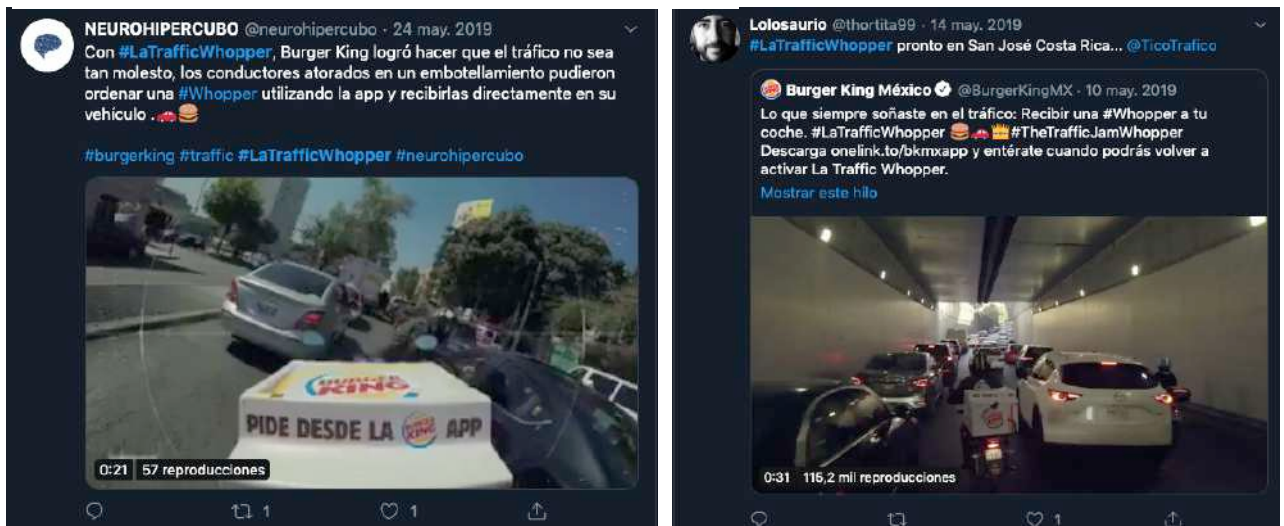 NEUROHIPERCUBO @neurohipercubo · 24 may. 2019
Con #LaTrafficWhopper, Burger King logró hacer que el tráfico no sea
tan molesto, los conductores atorados en un embotellamiento pudieron
ordenar una #Whopper utilizando la app y recibirlas directamente en su
vehículo .🚗🍔
#burgerking #traffic #LaTrafficWhopper #neurohipercubo
BURGER
KING
PIDE DESDE LA BURGER KING APP
0:21 57 reproducciones
1 1
Lolosaurio @thortita99 · 14 may. 2019
#LaTrafficWhopper pronto en San José Costa Rica... @TicoTrafico
Burger King México @BurgerKingMX · 10 may. 2019
Lo que siempre soñaste en el tráfico: Recibir una #Whopper a tu
coche. #LaTrafficWhopper 🍔🚗👑#TheTrafficJamWhopper
Descarga onelink.to/bkmxapp y entérate cuando podrás volver a
activar La Traffic Whopper.
Mostrar este hilo
0:31 115,2 mil reproducciones
1